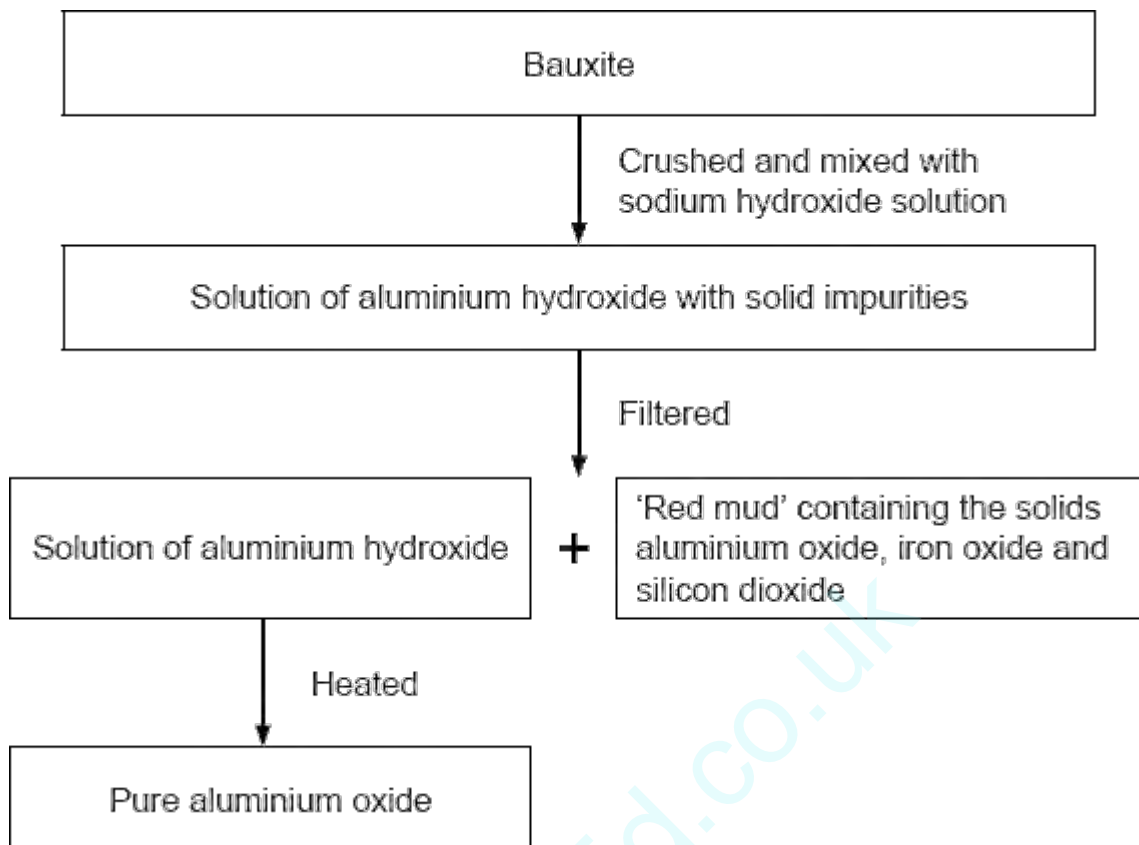 Bauxite
Crushed and mixed with
sodium hydroxide solution
Solution of aluminium hydroxide with solid impurities
Filtered
Solution of aluminium hydroxide
+
‘Red mud’ containing the solids
aluminium oxide, iron oxide and
silicon dioxide
Heated
Pure aluminium oxide